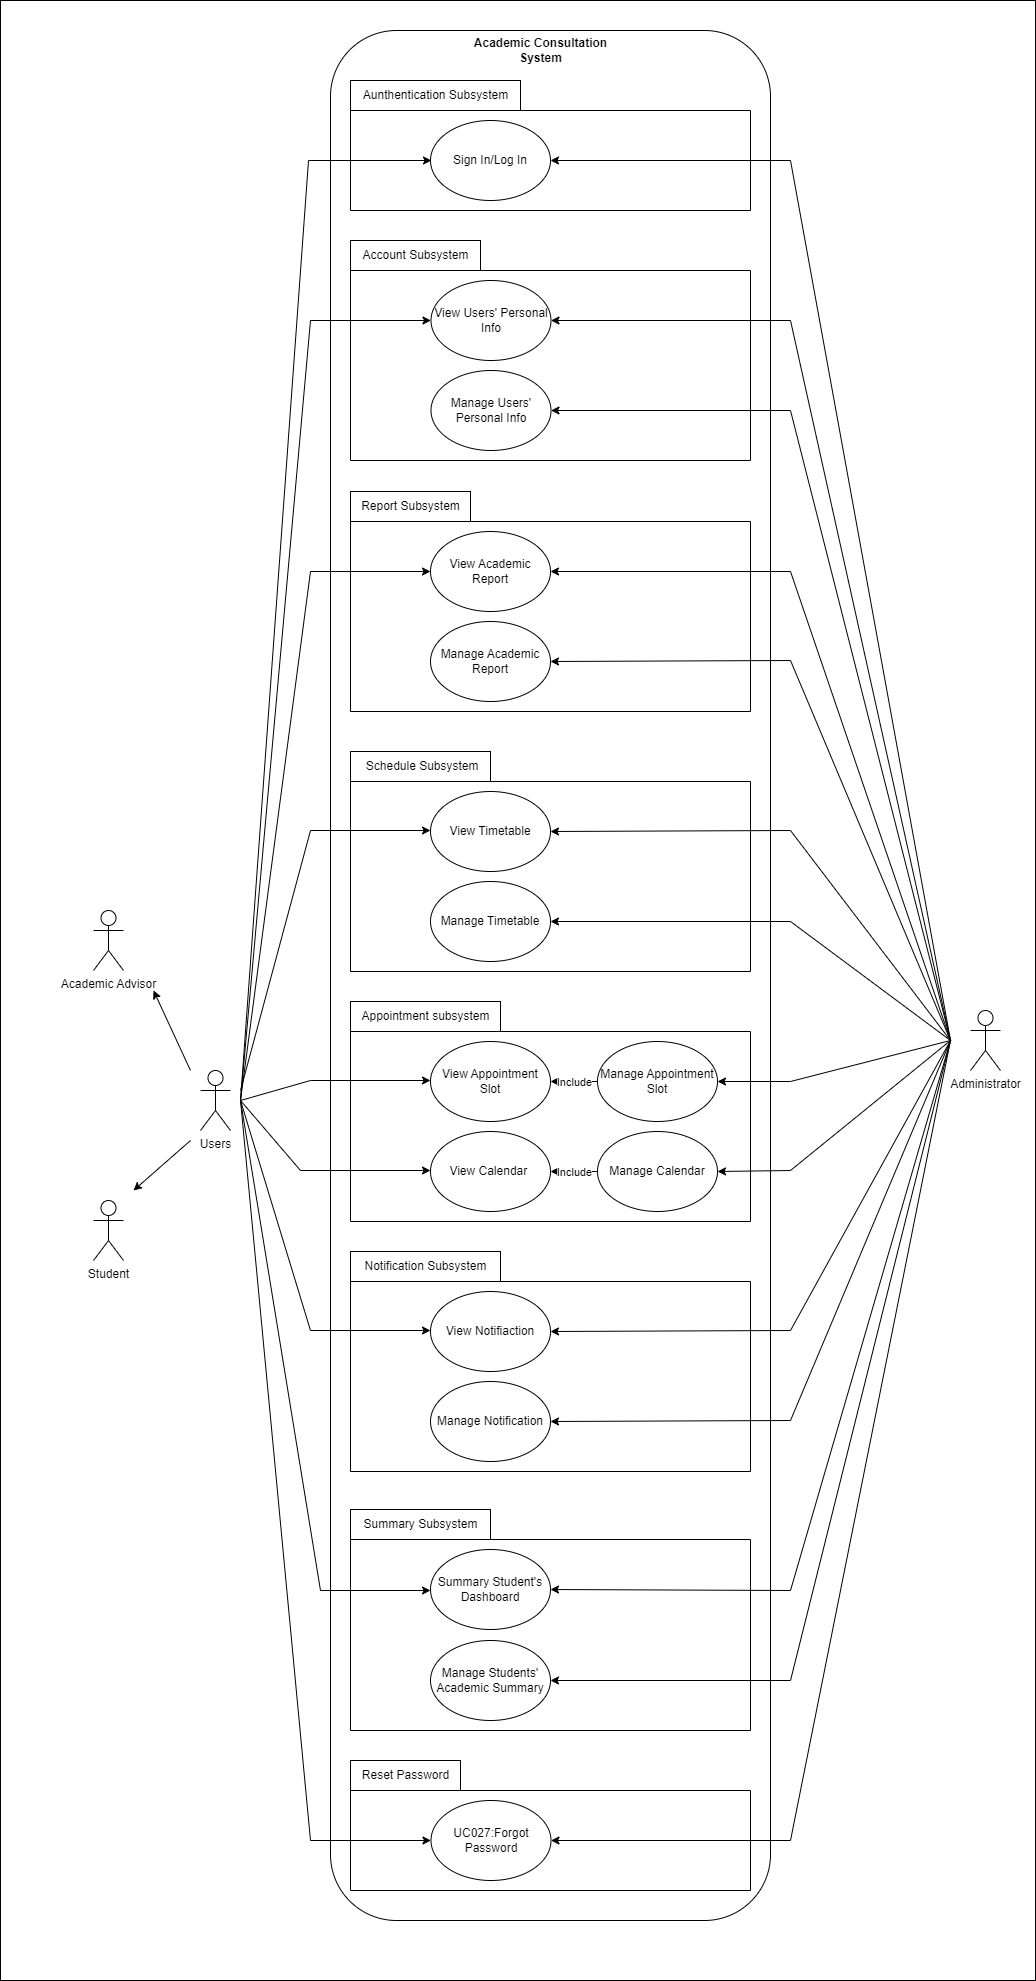 Academic Consultation
System
Aunthentication Subsystem
Sign In/Log In
Account Subsystem
View Users' Personal
Info
Manage Users'
Personal Info
Report Subsystem
View Academic
Report
Manage Academic
Report
Schedule Subsystem
View Timetable
Manage Timetable
Academic Advisor
Users
Student
Administrator
Appointment subsystem
View Appointment
Slot
Include
Manage Appointment
Slot
View Calendar
Include
Manage Calendar
Notification Subsystem
View Notifiaction
Manage Notification
Summary Subsystem
Summary Student's
Dashboard
Manage Students'
Academic Summary
Reset Password
UC027:Forgot
Password